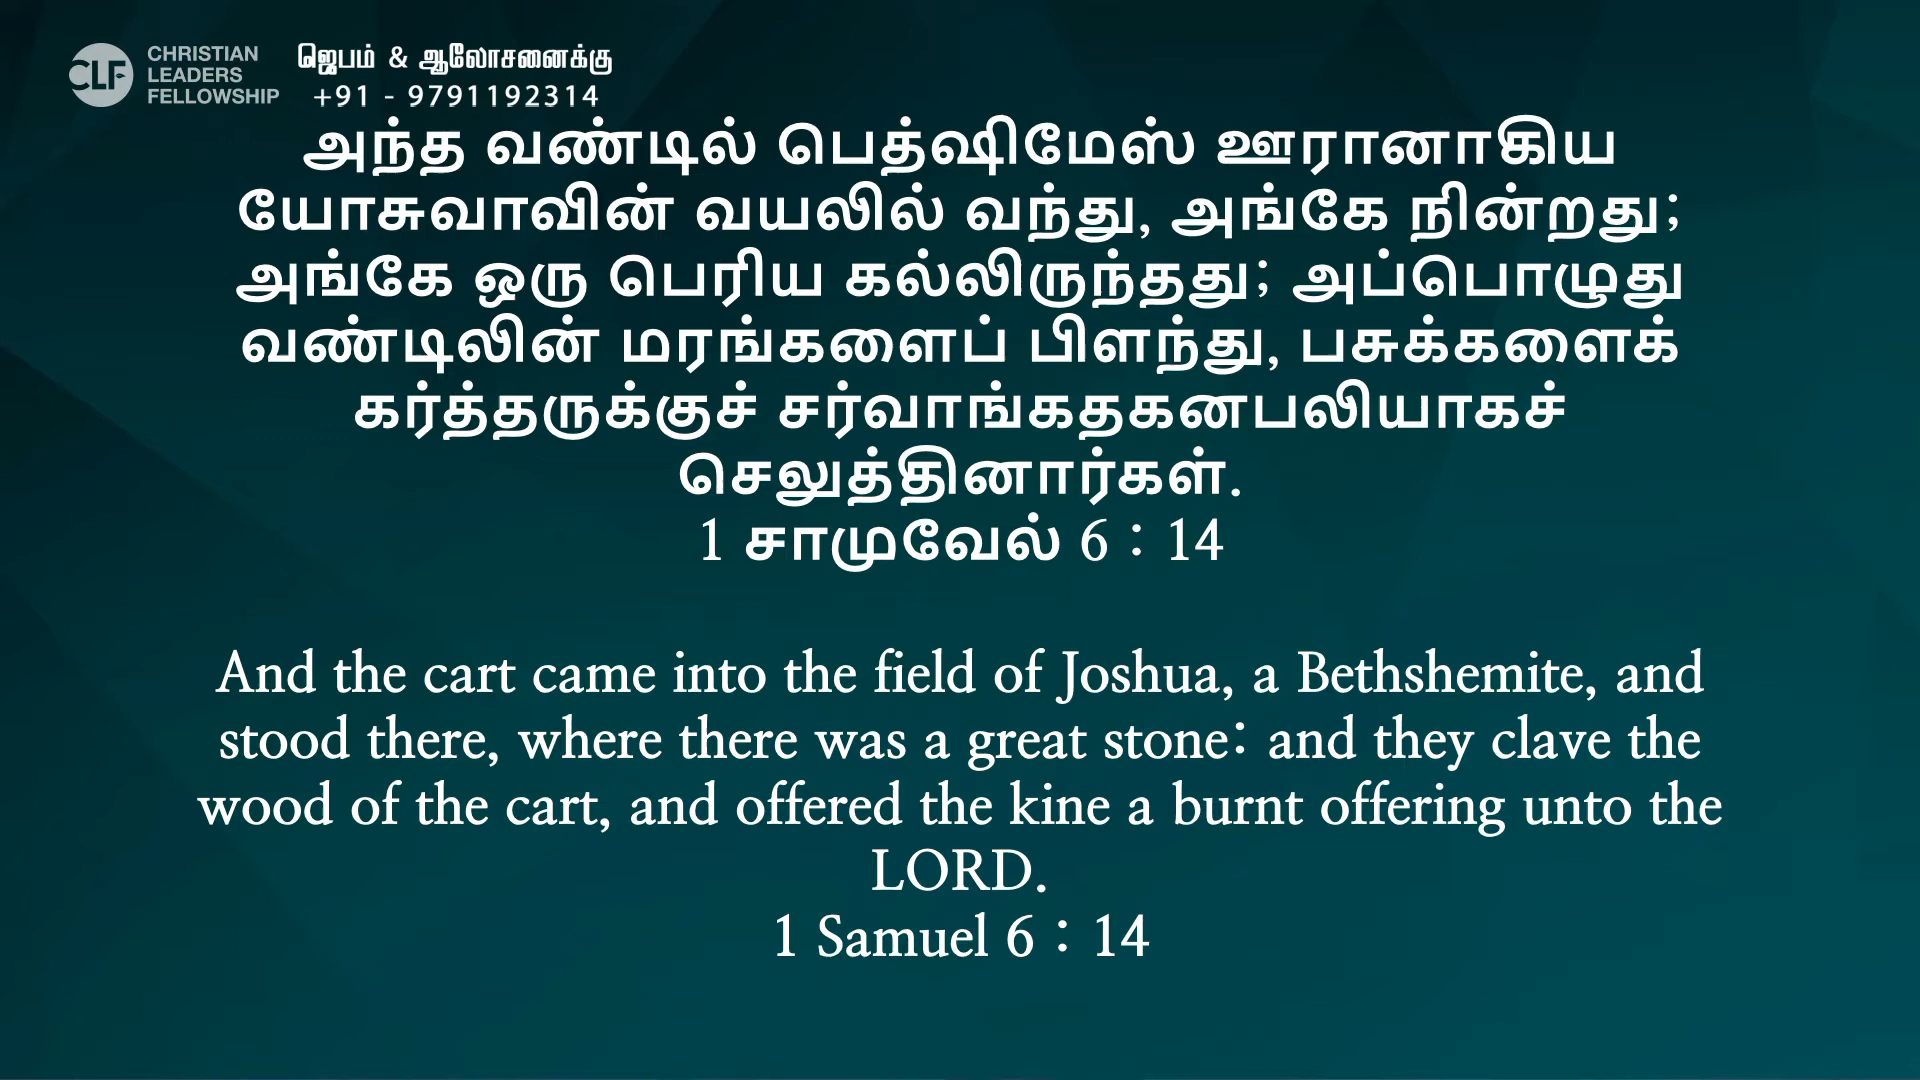 CLF
CHRISTIAN
LEADERS
FELLOWSHIP
ஜெபம் & ஆலோசனைக்கு
+91 - 9791192314
அந்த வண்டில் பெத்ஷிமேஸ் ஊரானாகிய
யோசுவாவின் வயலில் வந்து, அங்கே நின்றது;
அங்கே ஒரு பெரிய கல்லிருந்தது; அப்பொழுது
வண்டிலின் மரங்களைப் பிளந்து, பசுக்களைக்
கர்த்தருக்குச் சர்வாங்கதகனபலியாகச்
செலுத்தினார்கள்.
1 சாமுவேல் 6 : 14
And the cart came into the field of Joshua, a Bethshemite, and
stood there, where there was a great stone: and they clave the
wood of the cart, and offered the kine a burnt offering unto the
LORD.
1 Samuel 6 : 14